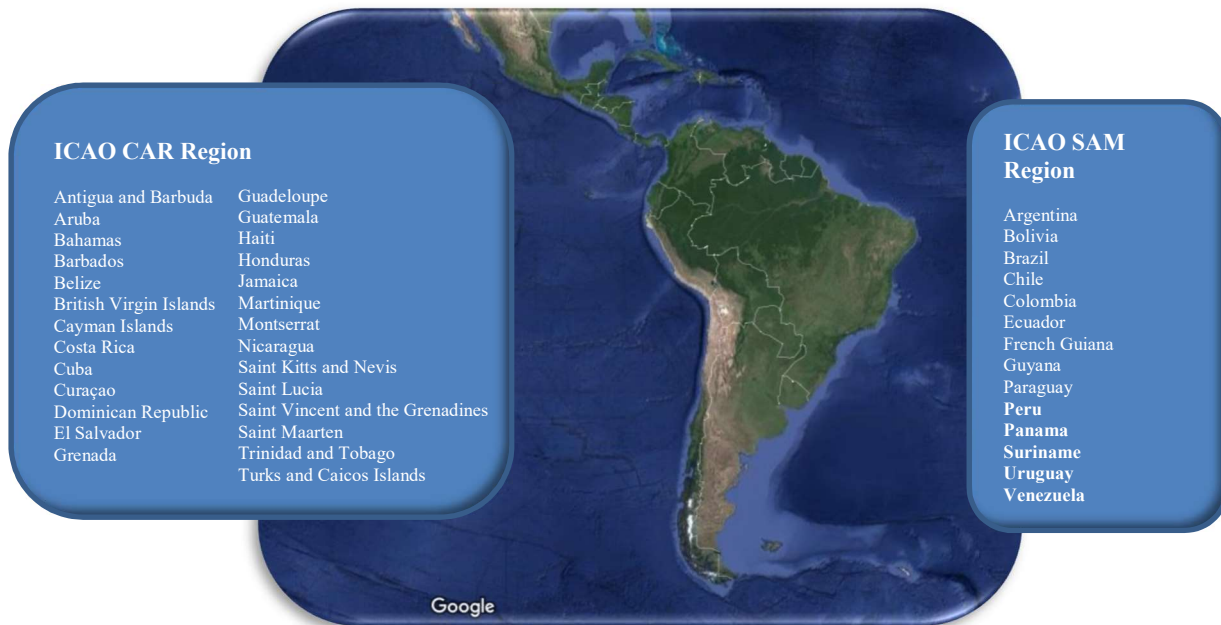 ICAO CAR Region
Antigua and Barbuda
Aruba
Bahamas
Barbados
Belize
British Virgin Islands
Cayman Islands
Costa Rica
Cuba
Curaçao
Dominican Republic
El Salvador
Grenada
Guadeloupe
Guatemala
Haiti
Honduras
Jamaica
Martinique
Montserrat
Nicaragua
Saint Kitts and Nevis
Saint Lucia
Saint Vincent and the Grenadines
Saint Maarten
Trinidad and Tobago
Turks and Caicos Islands
ICAO SAM
Region
Argentina
Bolivia
Brazil
Chile
Colombia
Ecuador
French Guiana
Guyana
Paraguay
Peru
Panama
Suriname
Uruguay
Venezuela
Google